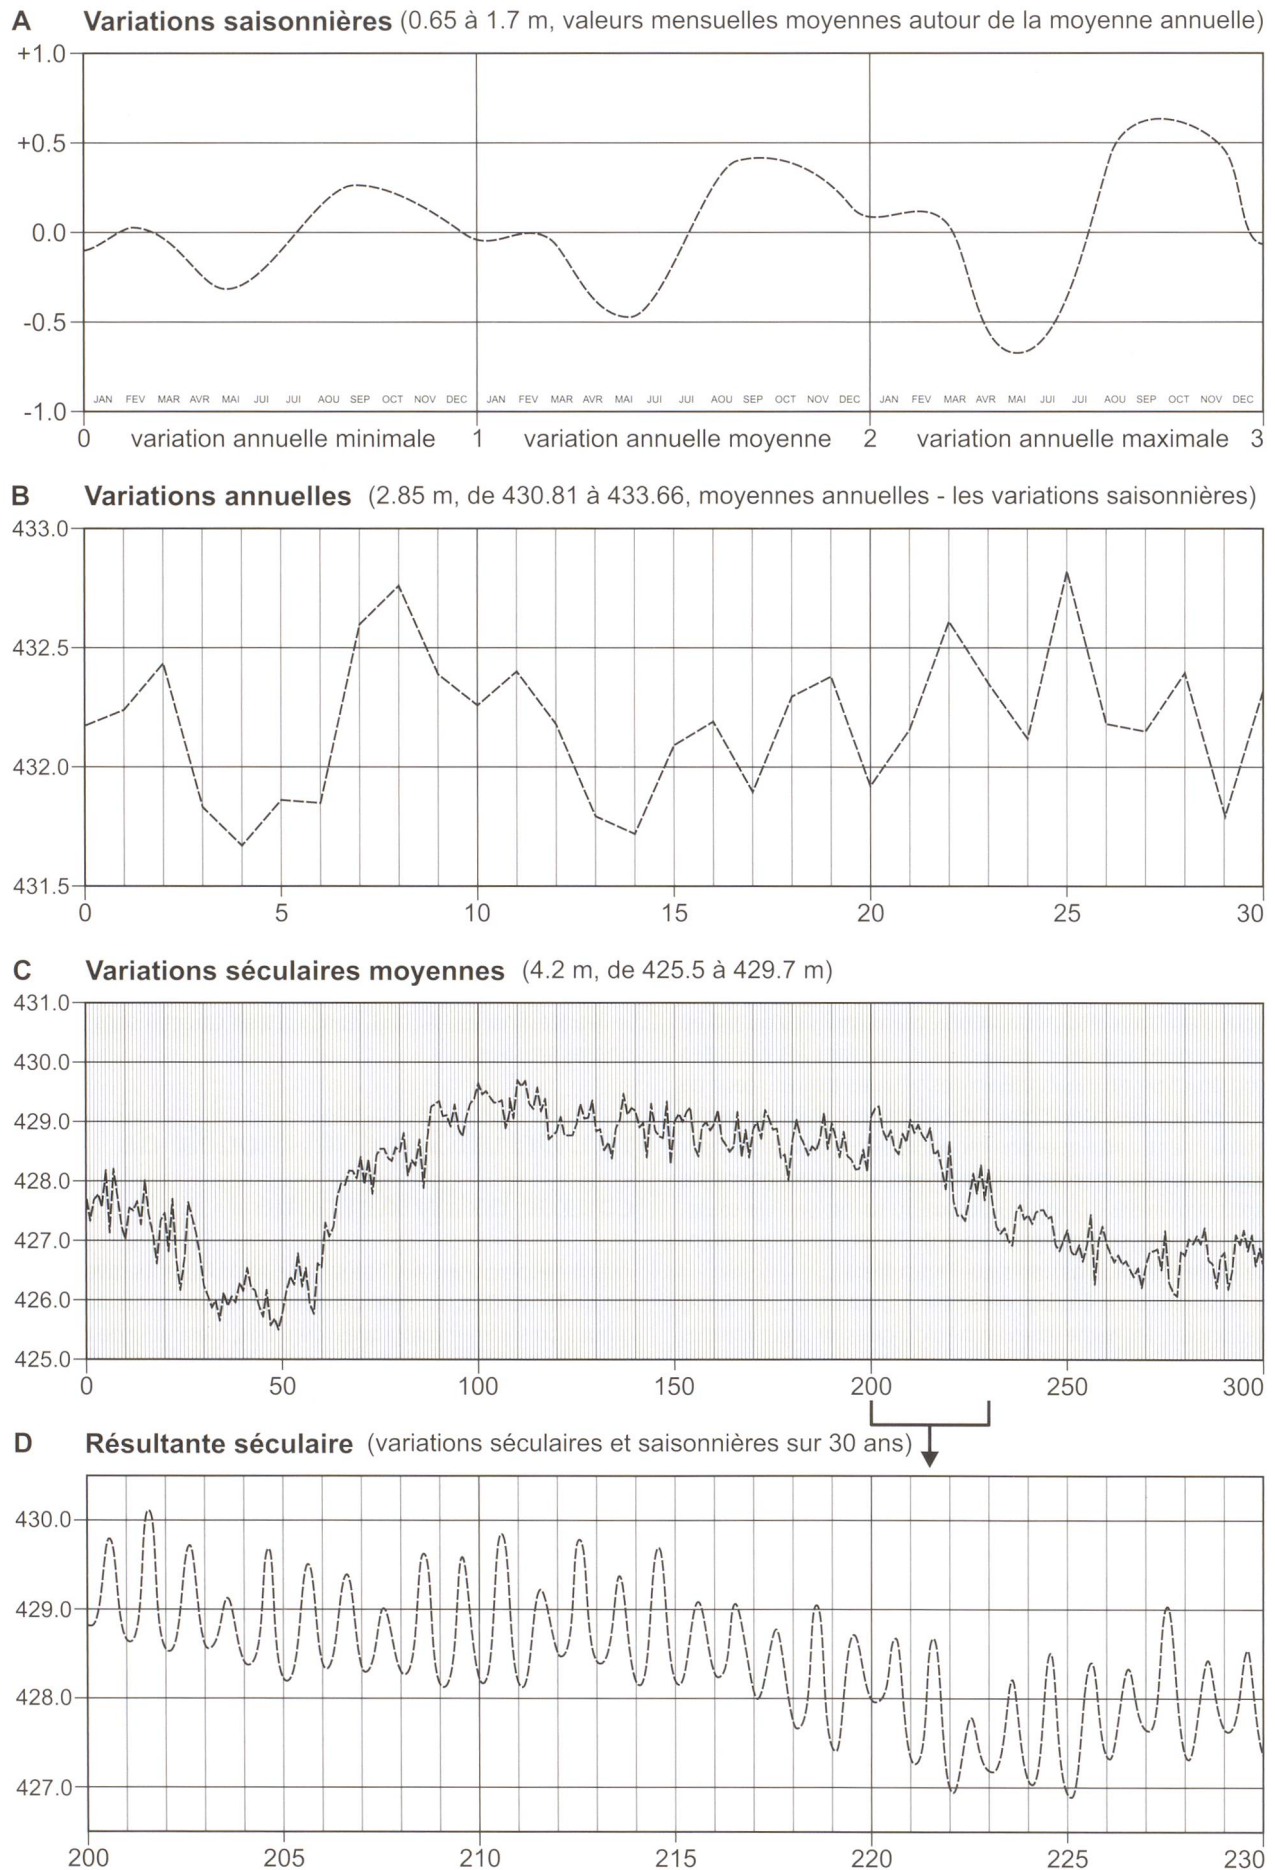 A Variations saisonnières (0.65 à 1.7 m, valeurs mensuelles moyennes autour de la moyenne annuelle)
+1.0
+0.5
0.0
-0.5
-1.0
JAN FEV MAR AVR MAI JUI JUI AOU SEP OCT NOV DEC JAN FEV MAR AVR MAI JUI JUI AOU SEP OCT NOV DEC JAN FEV MAR AVR MAI JUI JUI AOU SEP OCT NOV DEC
0 variation annuelle minimale 1 variation annuelle moyenne 2 variation annuelle maximale 3
B Variations annuelles (2.85 m, de 430.81 à 433.66, moyennes annuelles - les variations saisonnières)
433.0
432.5
432.0
431.5
0 5 10 15 20 25 30
C Variations séculaires moyennes (4.2 m, de 425.5 à 429.7 m)
431.0
430.0
429.0
428.0
427.0
426.0
425.0
0 50 100 150 200 250 300
D Résultante séculaire (variations séculaires et saisonnières sur 30 ans)
430.0
429.0
428.0
427.0
200 205 210 215 220 225 230